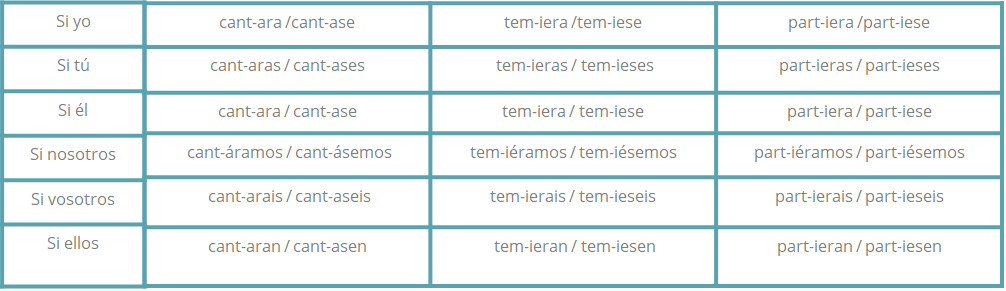 Si yo cant-ara /cant-ase tem-iera /tem-iese part-iera /part-iese
Si tú cant-aras / cant-ases tem-ieras / tem-ieses part-ieras / part-ieses
Si él cant-ara / cant-ase tem-iera / tem-iese part-iera / part-iese
Si nosotros cant-áramos / cant-ásemos tem-iéramos / tem-iésemos part-iéramos / part-iésemos
Si vosotros cant-arais / cant-aseis tem-ierais / tem-ieseis part-ierais / part-ieseis
Si ellos cant-aran / cant-asen tem-ieran / tem-iesen part-ieran / part-iesen